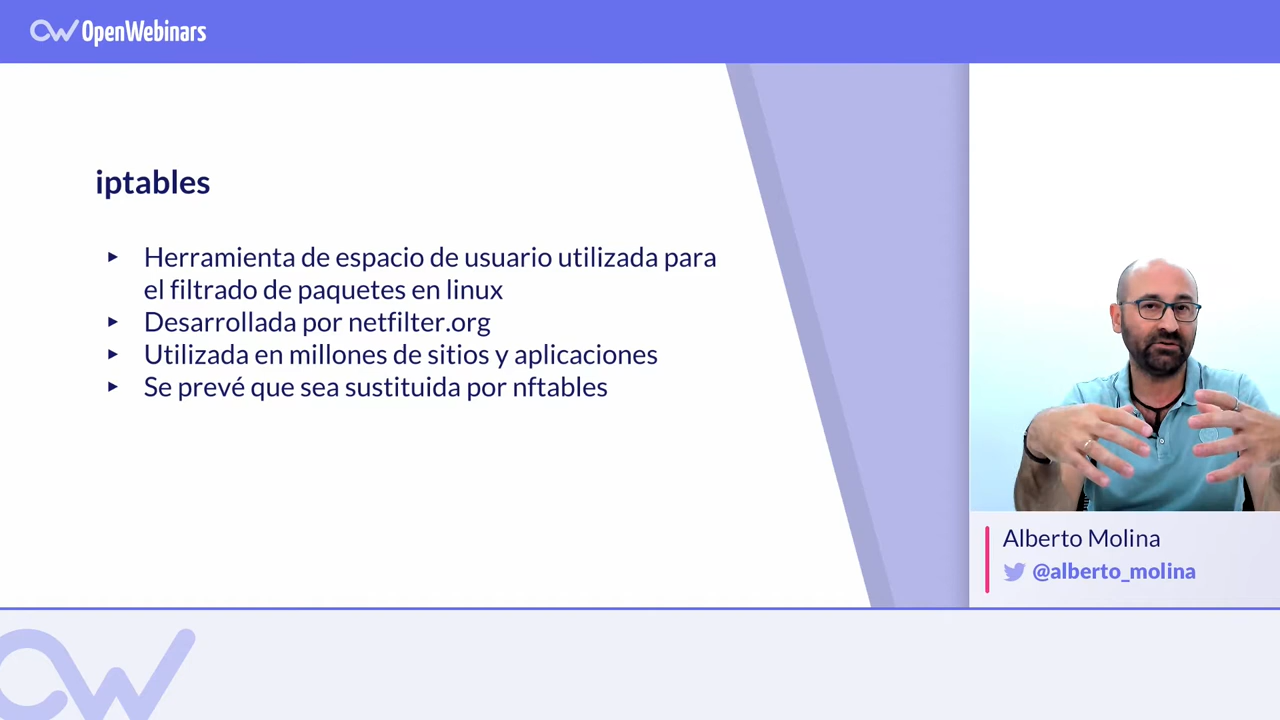 OpenWebinars
iptables
▸ Herramienta de espacio de usuario utilizada para
el filtrado de paquetes en linux
▸ Desarrollada por netfilter.org
▸ Utilizada en millones de sitios y aplicaciones
▸ Se prevé que sea sustituida por nftables
Alberto Molina
@alberto_molina